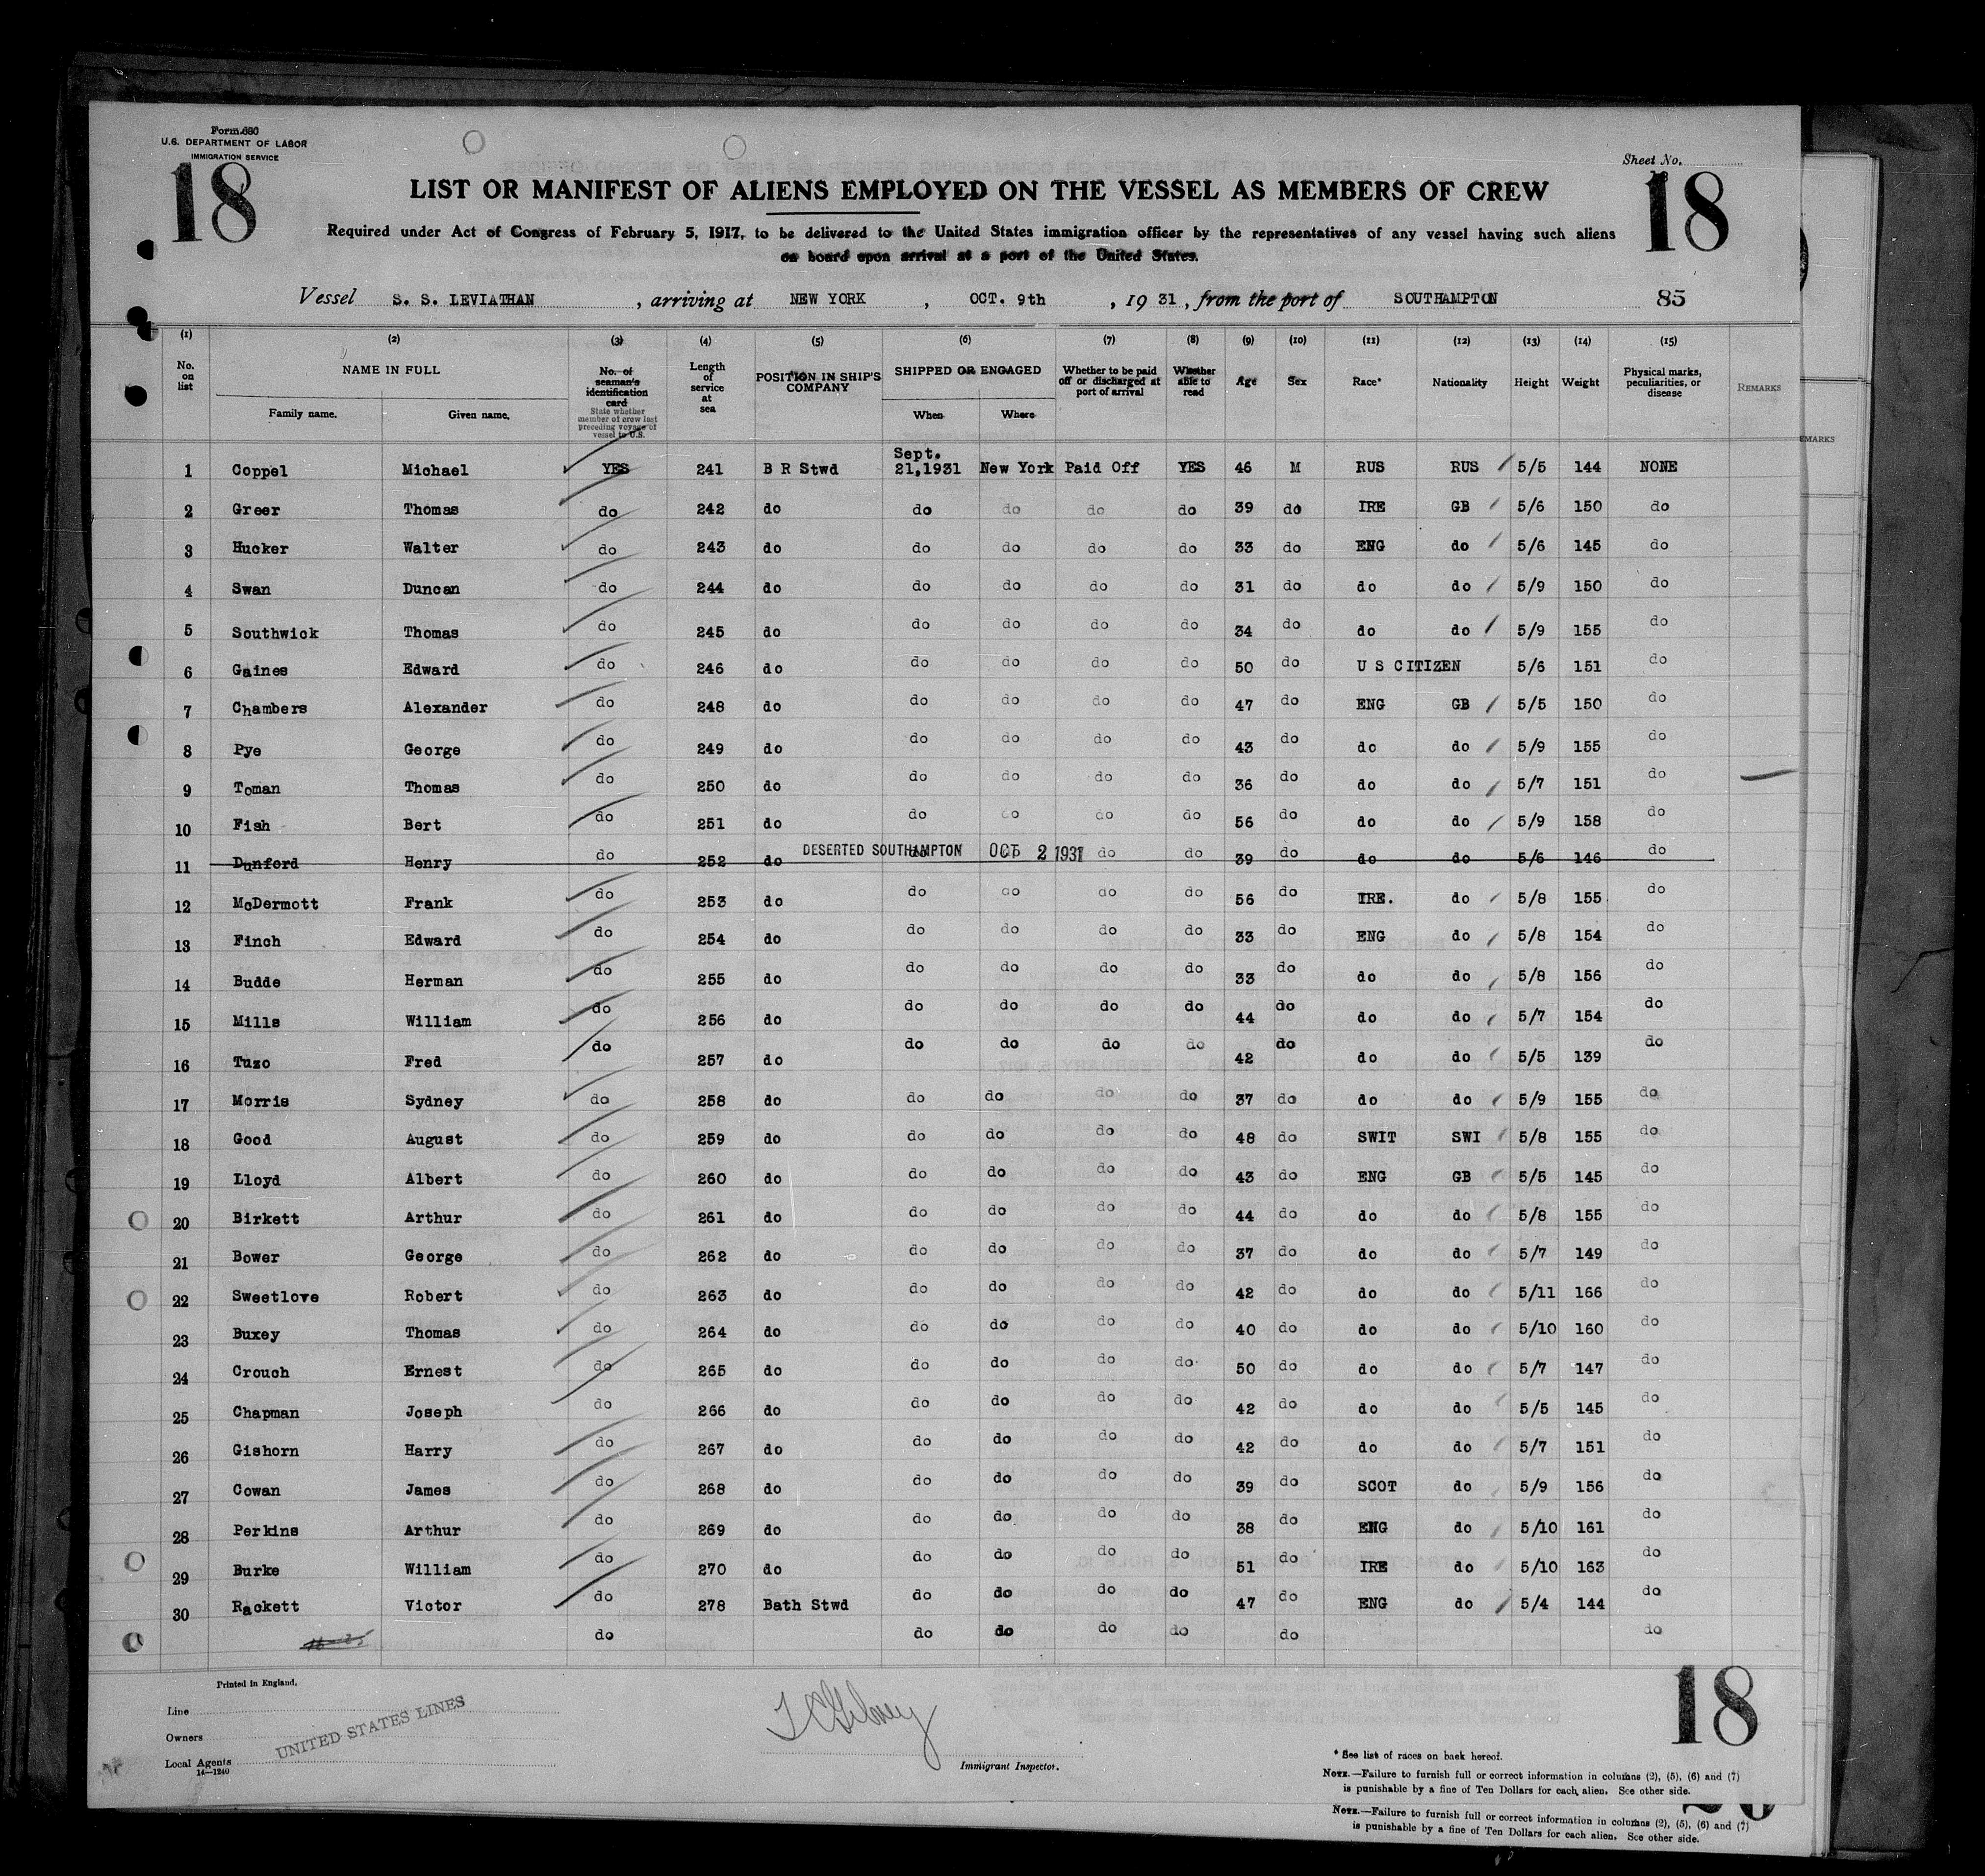 Form 680
U.S. DEPARTMENT OF LABOR
IMMIGRATION SERVICE
18
Sheet No.
18
18
LIST OR MANIFEST OF ALIENS EMPLOYED ON THE VESSEL AS MEMBERS OF CREW
Required under Act of Congress of February 5, 1917, to be delivered to the United States immigration officer by the representatives of any vessel having such aliens
on board upon arrival at a port of the United States.
Vessel S. S. LEVIATHAN , arriving at NEW YORK , OCT. 9th , 19 31 , from the port of SOUTHAMPTON 85
(1) (2) (3) (4) (5) (6) (7) (8) (9) (10) (11) (12) (13) (14) (15)
No. on list
NAME IN FULL
Family name. Given name.
No. of seaman's identification card
State whether member of crew last preceding voyage of vessel to U.S.
Length of service at sea
POSITION IN SHIP'S COMPANY
SHIPPED OR ENGAGED
When Where
Whether to be paid off or discharged at port of arrival
Whether able to read
Age
Sex
Race*
Nationality
Height
Weight
Physical marks, peculiarities, or disease
REMARKS
EMARKS
1 Coppel Michael YES 241 B R Stwd Sept. 21,1931 New York Paid Off YES 46 M RUS RUS 5/5 144 NONE
2 Greer Thomas do 242 do do do do do 39 do IRE GB 5/6 150 do
3 Hucker Walter do 243 do do do do do 33 do ENG do 5/6 145 do
4 Swan Duncan do 244 do do do do do 31 do do do 5/9 150 do
5 Southwick Thomas do 245 do do do do do 34 do do do 5/9 155 do
6 Gaines Edward do 246 do do do do do 50 do U S CITIZEN 5/6 151 do
7 Chambers Alexander do 248 do do do do do 47 do ENG GB 5/5 150 do
8 Pye George do 249 do do do do do 43 do do do 5/9 155 do
9 Toman Thomas do 250 do do do do do 36 do do do 5/7 151 do
10 Fish Bert do 251 do do do do do 56 do do do 5/9 158 do
11 Dunford Henry do 252 do DESERTED SOUTHAMPTON OCT 2 1931 do do do do 39 do do do 5/6 146 do
12 McDermott Frank do 253 do do do do do 56 do IRE. do 5/8 155 do
13 Finch Edward do 254 do do do do do 33 do ENG do 5/8 154 do
14 Budde Herman do 255 do do do do do 33 do do do 5/8 156 do
15 Mills William do 256 do do do do do 44 do do do 5/7 154 do
16 Tuzo Fred do 257 do do do do do 42 do do do 5/5 139 do
17 Morris Sydney do 258 do do do do do 37 do do do 5/9 155 do
18 Good August do 259 do do do do do 48 do SWIT SWI 5/8 155 do
19 Lloyd Albert do 260 do do do do do 43 do ENG GB 5/5 145 do
20 Birkett Arthur do 261 do do do do do 44 do do do 5/8 155 do
21 Bower George do 262 do do do do do 37 do do do 5/7 149 do
22 Sweetlove Robert do 263 do do do do do 42 do do do 5/11 166 do
23 Buxey Thomas do 264 do do do do do 40 do do do 5/10 160 do
24 Crouch Ernest do 265 do do do do do 50 do do do 5/7 147 do
25 Chapman Joseph do 266 do do do do do 42 do do do 5/5 145 do
26 Gishorn Harry do 267 do do do do do 42 do do do 5/7 151 do
27 Cowan James do 268 do do do do do 39 do SCOT do 5/9 156 do
28 Perkins Arthur do 269 do do do do do 38 do ENG do 5/10 161 do
29 Burke William do 270 do do do do do 51 do IRE do 5/10 163 do
30 Rackett Victor do 278 Bath Stwd do do do do 47 do ENG do 5/4 144 do
do do do do do do do
Printed in England.
Line
Owners
Local Agents
14—1240
UNITED STATES LINES
Immigrant Inspector.
18
* See list of races on back hereof.
NOTE.—Failure to furnish full or correct information in columns (2), (5), (6) and (7)
is punishable by a fine of Ten Dollars for each alien. See other side.
NOTE.—Failure to furnish full or correct information in columns (2), (5), (6) and (7)
is punishable by a fine of Ten Dollars for each alien. See other side.